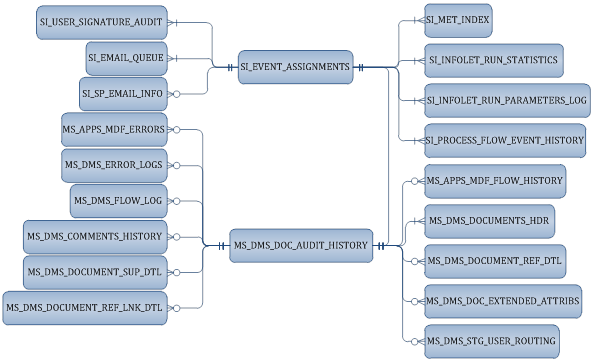 SI_USER_SIGNATURE_AUDIT
SI_EMAIL_QUEUE
SI_SP_EMAIL_INFO
MS_APPS_MDF_ERRORS
MS_DMS_ERROR_LOGS
MS_DMS_FLOW_LOG
MS_DMS_COMMENTS_HISTORY
MS_DMS_DOCUMENT_SUP_DTL
MS_DMS_DOCUMENT_REF_LNK_DTL
SI_EVENT_ASSIGNMENTS
MS_DMS_DOC_AUDIT_HISTORY
SI_MET_INDEX
SI_INFOLET_RUN_STATISTICS
SI_INFOLET_RUN_PARAMETERS_LOG
SI_PROCESS_FLOW_EVENT_HISTORY
MS_APPS_MDF_FLOW_HISTORY
MS_DMS_DOCUMENTS_HDR
MS_DMS_DOCUMENT_REF_DTL
MS_DMS_DOC_EXTENDED_ATTRIBS
MS_DMS_STG_USER_ROUTING